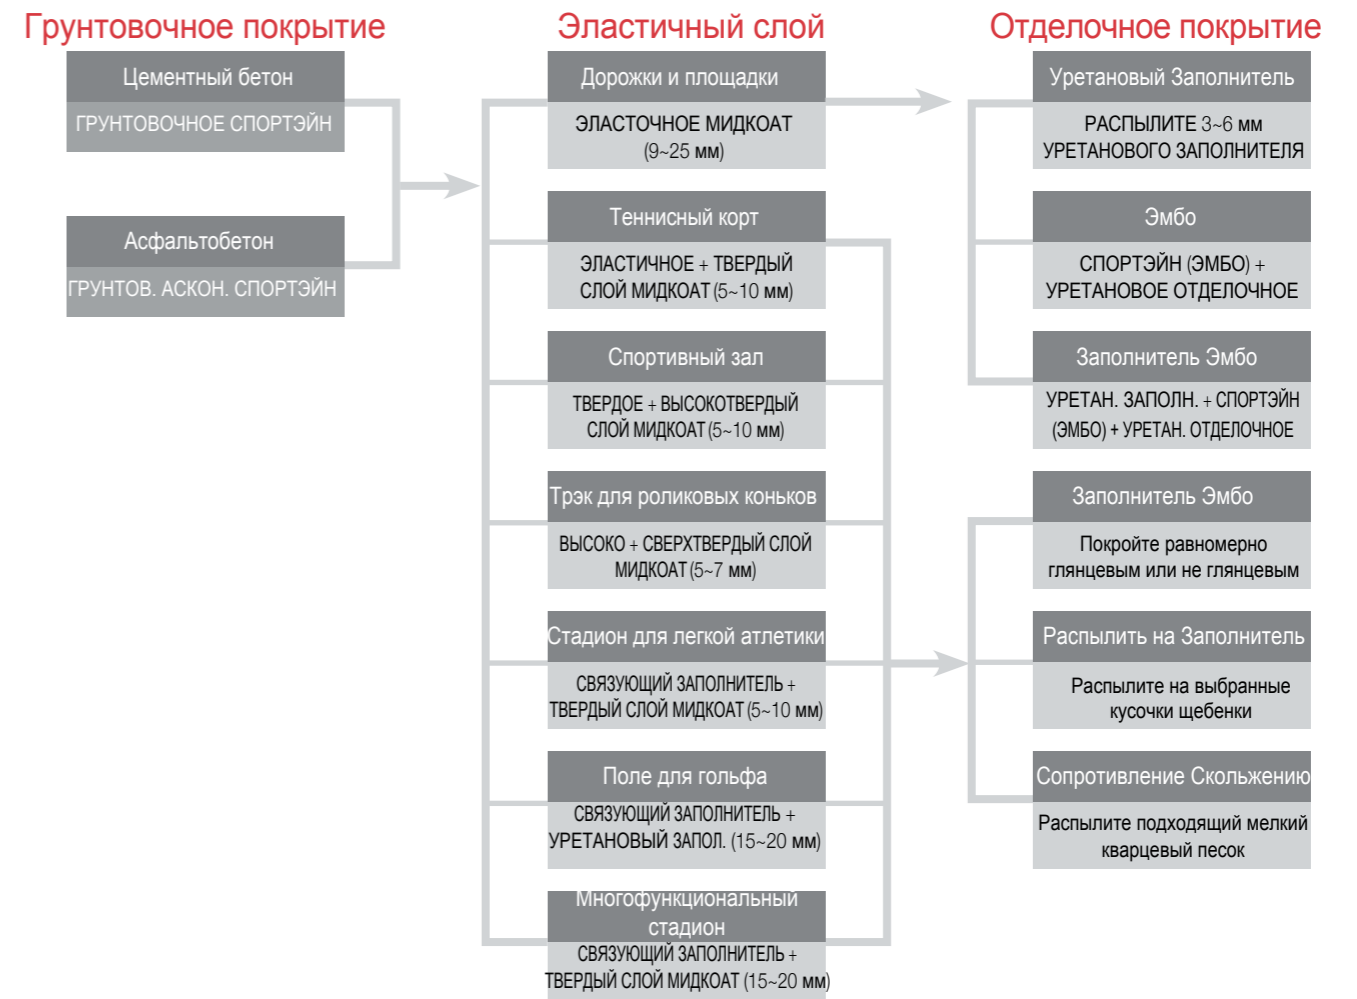 Грунтовочное покрытие
Цементный бетон
ГРУНТОВОЧНОЕ СПОРТЭЙН
Асфальтобетон
ГРУНТОВ. АСКОН. СПОРТЭЙН
Эластичный слой
Дорожки и площадки
ЭЛАСТОЧНОЕ МИДКОАТ
(9~25 мм)
Теннисный корт
ЭЛАСТИЧНОЕ + ТВЕРДЫЙ
СЛОЙ МИДКОАТ (5~10 мм)
Спортивный зал
ТВЕРДОЕ + ВЫСОКОТВЕРДЫЙ
СЛОЙ МИДКОАТ (5~10 мм)
Трэк для роликовых коньков
ВЫСОКО + СВЕРХТВЕРДЫЙ СЛОЙ
МИДКОАТ (5~7 мм)
Стадион для легкой атлетики
СВЯЗУЮЩИЙ ЗАПОЛНИТЕЛЬ +
ТВЕРДЫЙ СЛОЙ МИДКОАТ (5~10 мм)
Поле для гольфа
СВЯЗУЮЩИЙ ЗАПОЛНИТЕЛЬ +
УРЕТАНОВЫЙ ЗАПОЛ. (15~20 мм)
Многофункциональный
стадион
СВЯЗУЮЩИЙ ЗАПОЛНИТЕЛЬ +
ТВЕРДЫЙ СЛОЙ МИДКОАТ (15~20 мм)
Отделочное покрытие
Уретановый Заполнитель
РАСПЫЛИТЕ 3~6 мм
УРЕТАНОВОГО ЗАПОЛНИТЕЛЯ
Эмбо
СПОРТЭЙН (ЭМБО) +
УРЕТАНОВОЕ ОТДЕЛОЧНОЕ
Заполнитель Эмбо
УРЕТАН. ЗАПОЛН. + СПОРТЭЙН
(ЭМБО) + УРЕТАН. ОТДЕЛОЧНОЕ
Заполнитель Эмбо
Покройте равномерно
глянцевым или не глянцевым
Распылить на Заполнитель
Распылите на выбранные
кусочки щебенки
Сопротивление Скольжению
Распылите подходящий мелкий
кварцевый песок